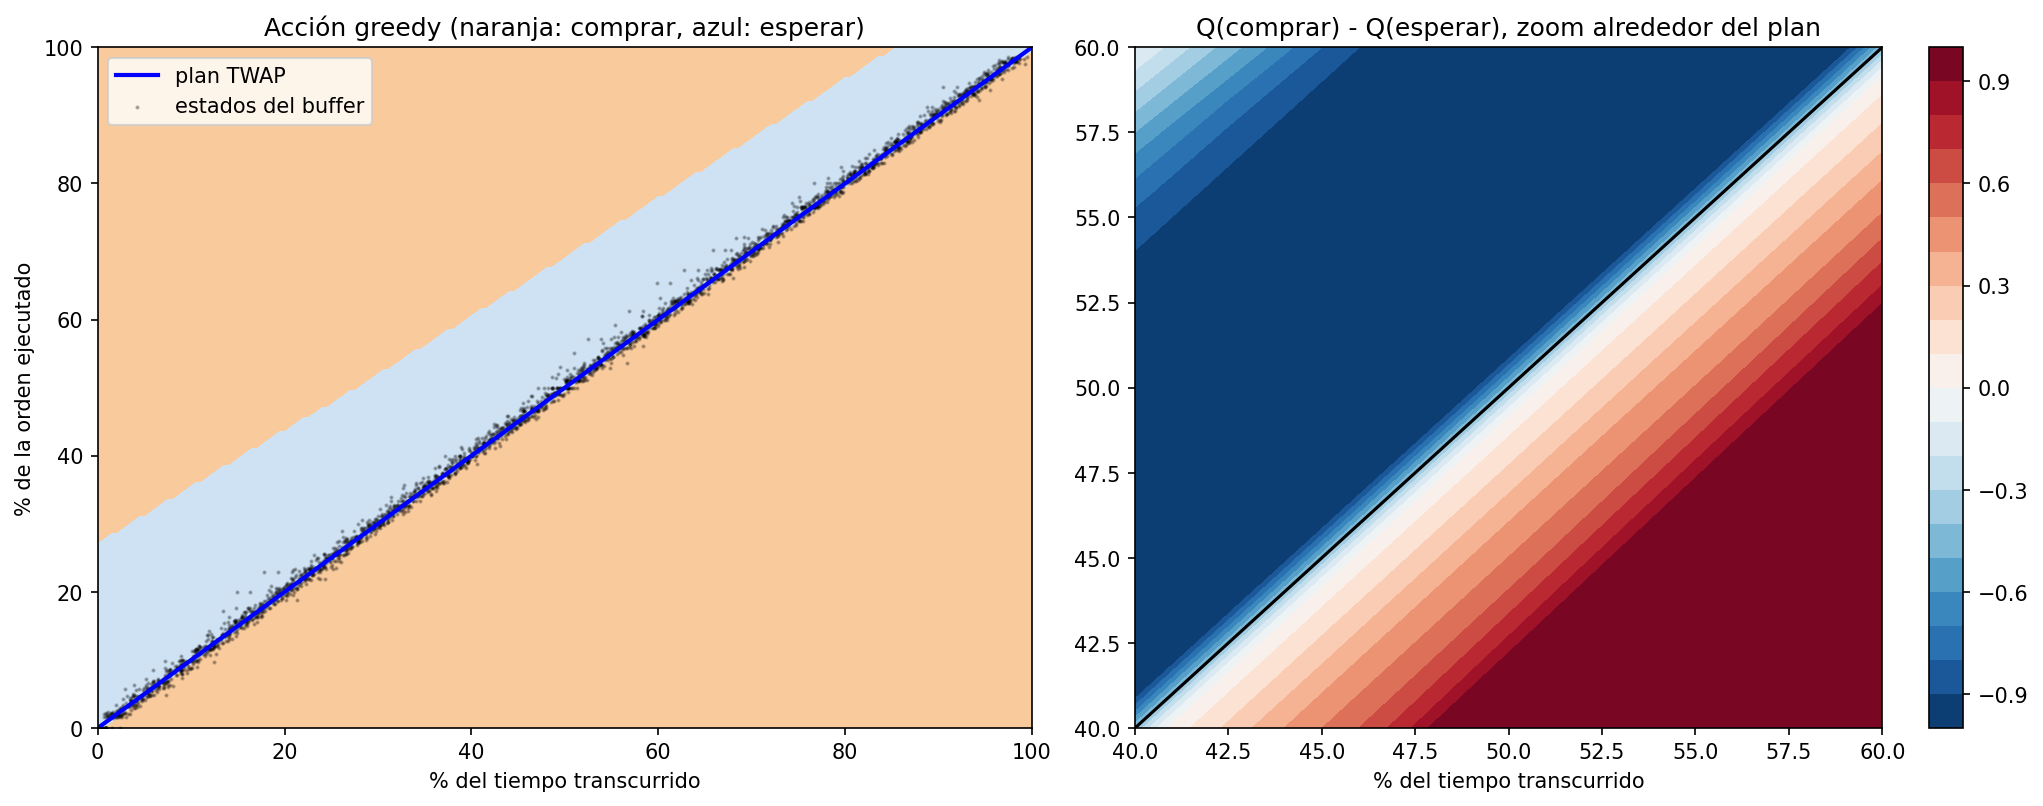 Acción greedy (naranja: comprar, azul: esperar)
100
80
60
40
20
0
plan TWAP
estados del buffer
% de la orden ejecutado
0 20 40 60 80 100
% del tiempo transcurrido
Q(comprar) - Q(esperar), zoom alrededor del plan
60.0
57.5
55.0
52.5
50.0
47.5
45.0
42.5
40.0
40.0 42.5 45.0 47.5 50.0 52.5 55.0 57.5 60.0
% del tiempo transcurrido
0.9
0.6
0.3
0.0
−0.3
−0.6
−0.9